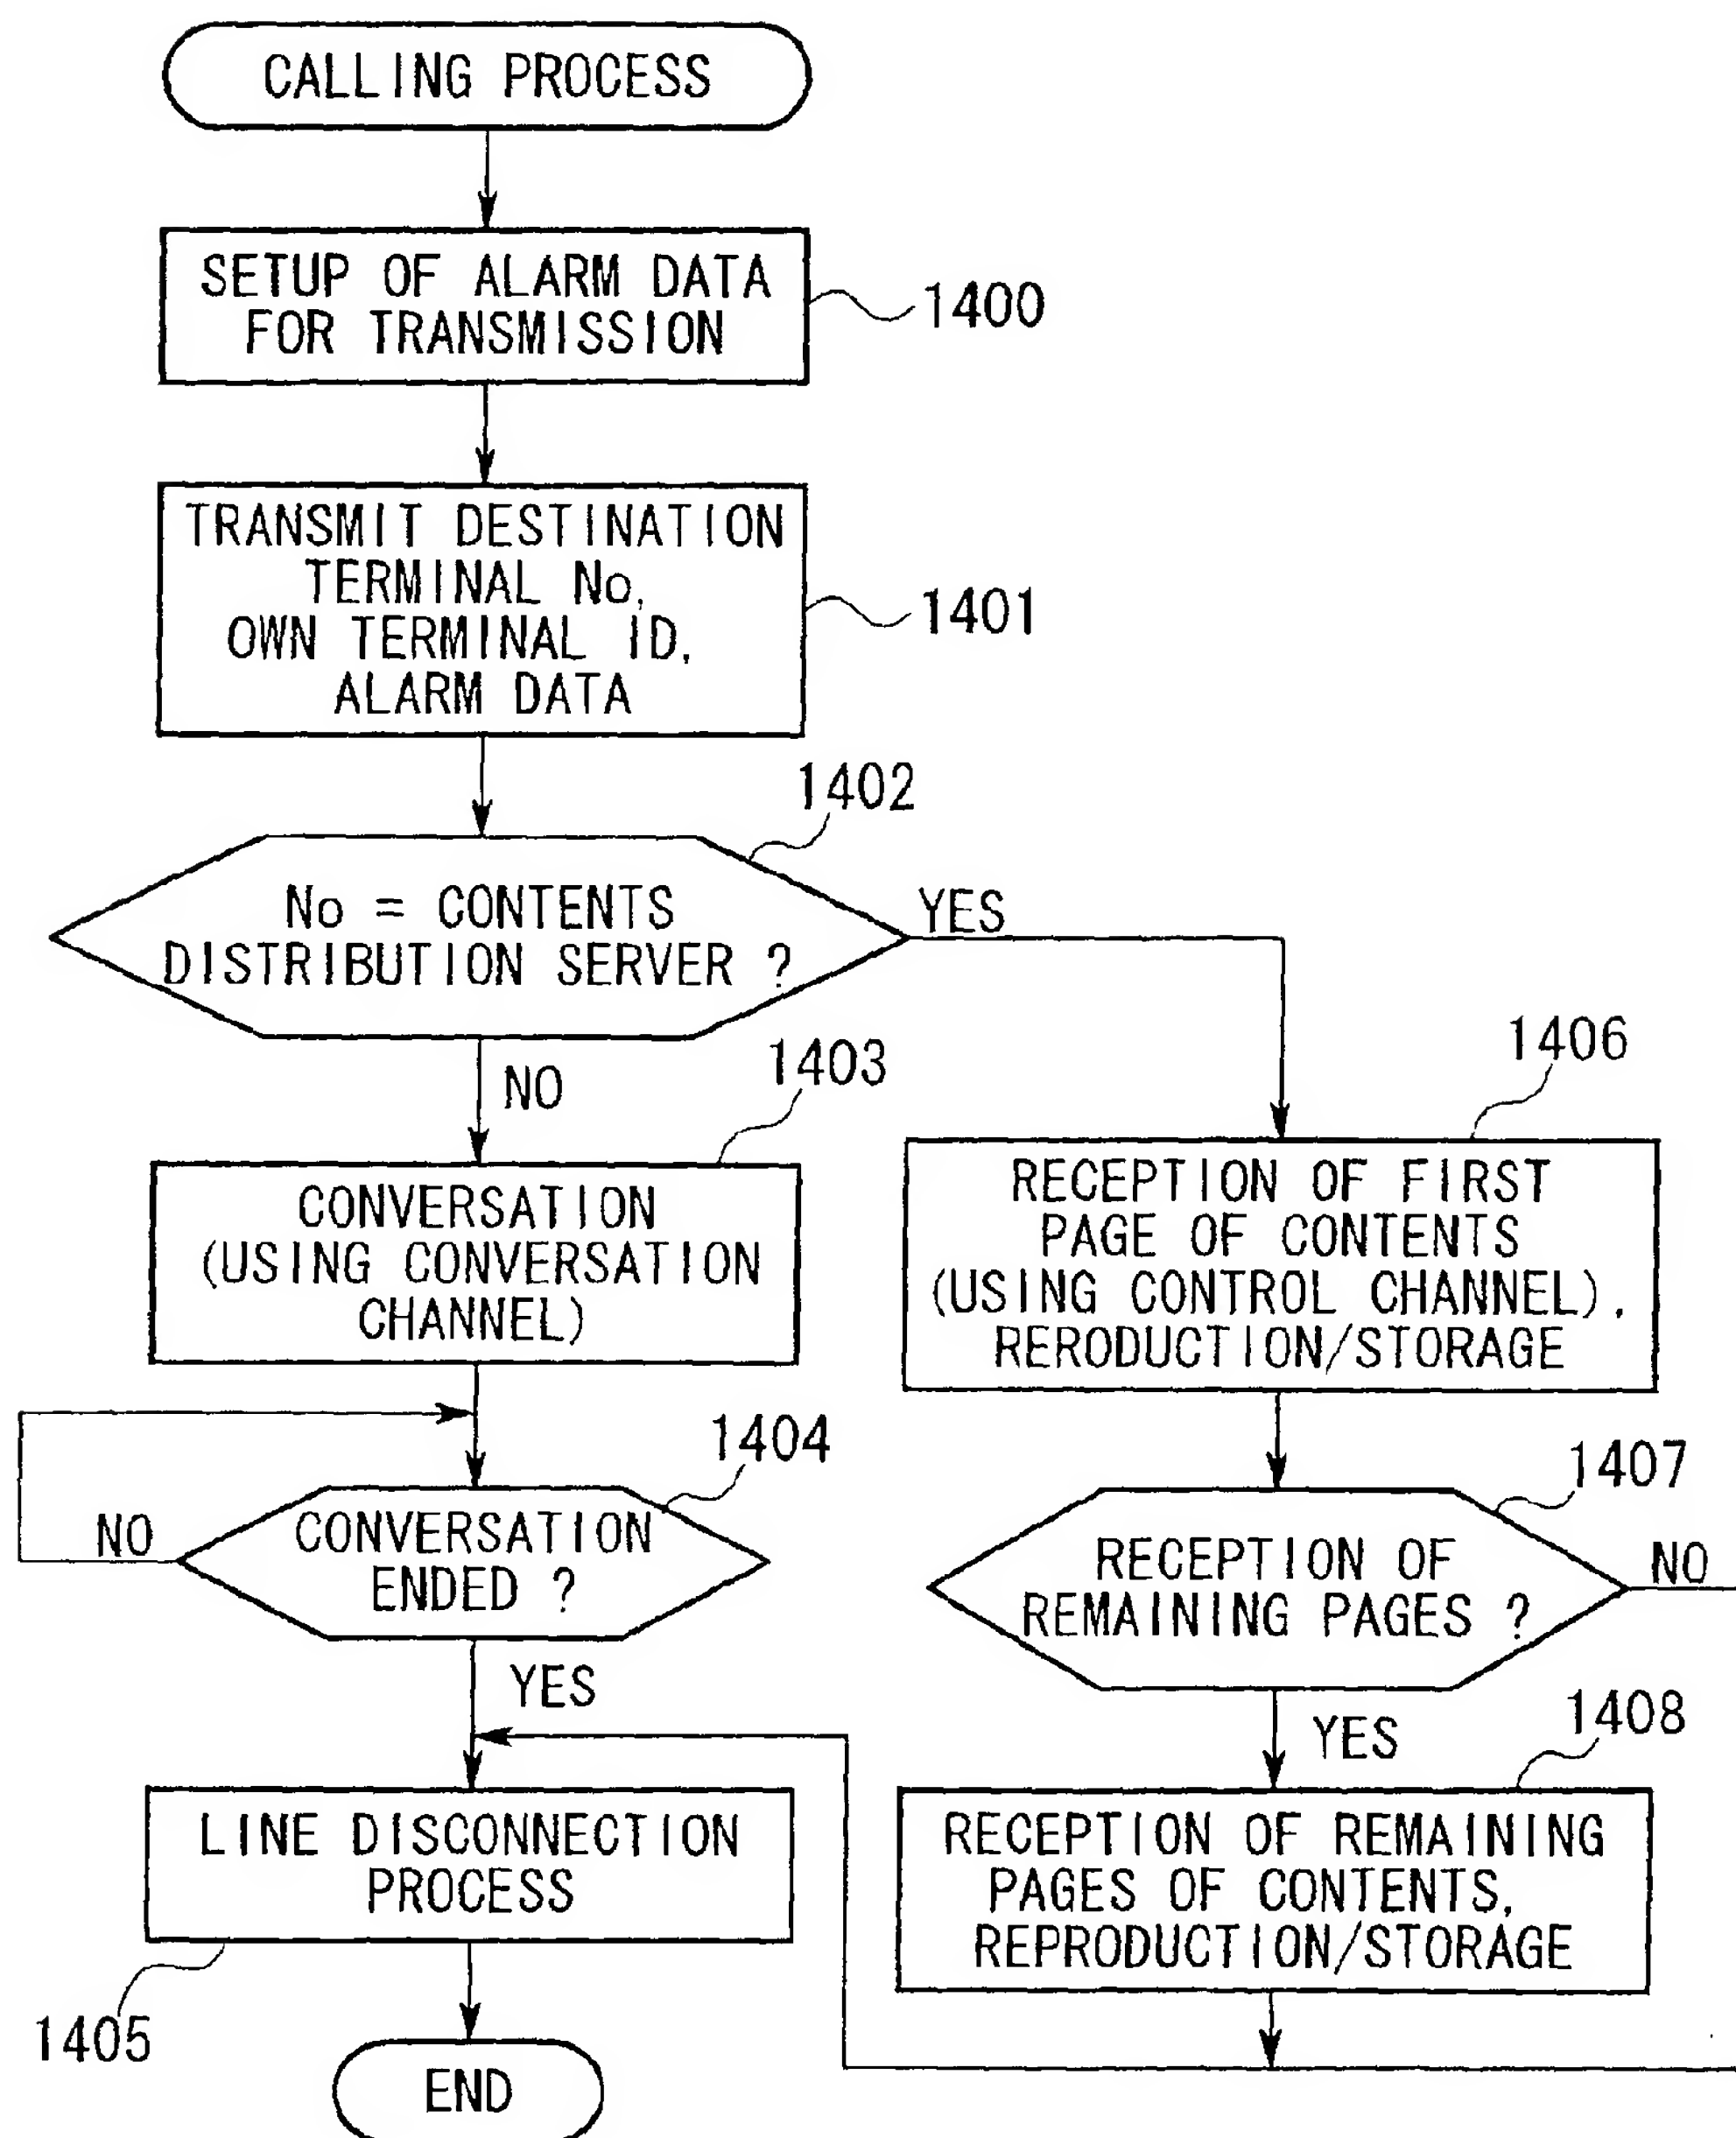 CALLING PROCESS
SETUP OF ALARM DATA
FOR TRANSMISSION
1400
TRANSMIT DESTINATION
TERMINAL No,
OWN TERMINAL ID,
ALARM DATA
1401
1402
No = CONTENTS
DISTRIBUTION SERVER ?
YES
NO
1403
CONVERSATION
(USING CONVERSATION
CHANNEL)
1404
CONVERSATION
ENDED ?
NO
YES
LINE DISCONNECTION
PROCESS
1405
END
1406
RECEPTION OF FIRST
PAGE OF CONTENTS
(USING CONTROL CHANNEL),
RERODUCTION/STORAGE
1407
RECEPTION OF
REMAINING PAGES ?
NO
YES
1408
RECEPTION OF REMAINING
PAGES OF CONTENTS,
REPRODUCTION/STORAGE